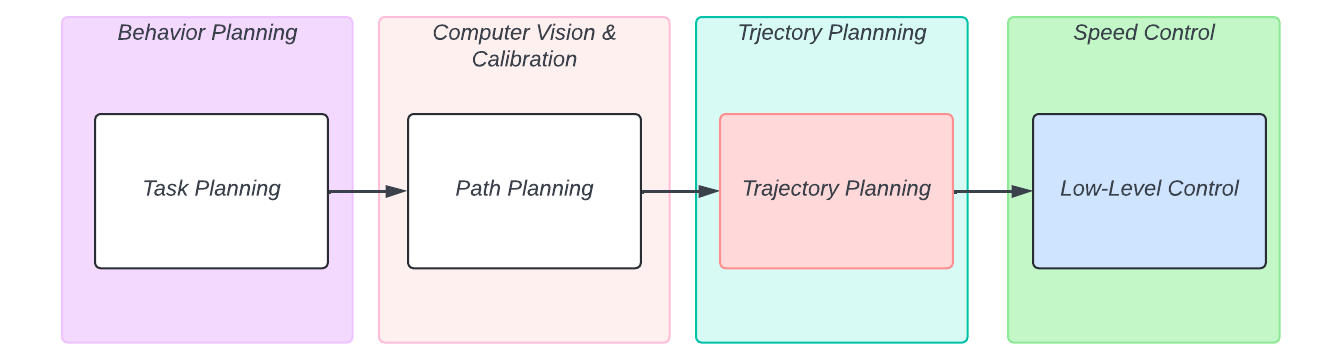 Behavior Planning
Computer Vision &
Calibration
Trjectory Plannning
Speed Control
Task Planning
Path Planning
Trajectory Planning
Low-Level Control